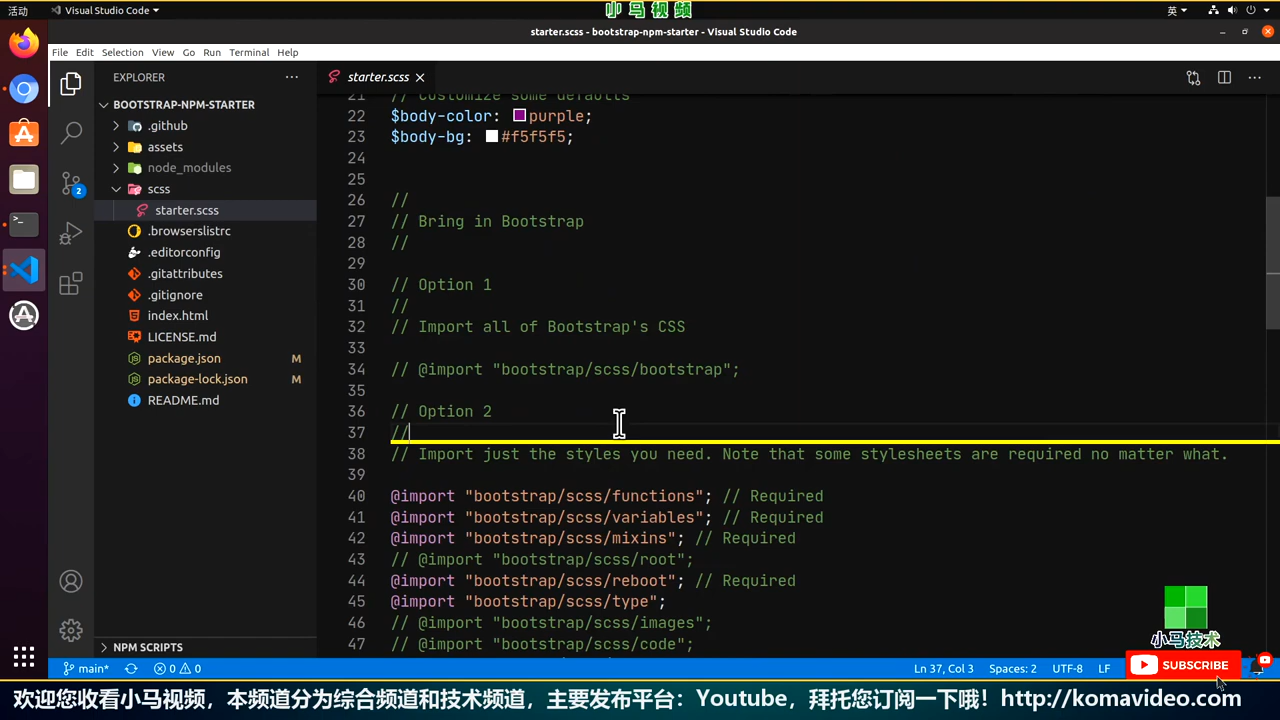 活动
Visual Studio Code
小马视频
英
starter.scss - bootstrap-npm-starter - Visual Studio Code
File Edit Selection View Go Run Terminal Help
EXPLORER
starter.scss
BOOTSTRAP-NPM-STARTER
.github
assets
node_modules
scss
starter.scss
.browserslistrc
.editorconfig
.gitattributes
.gitignore
index.html
LICENSE.md
package.json M
package-lock.json M
README.md
NPM SCRIPTS
2
21 // Customize some defaults
22 $body-color: purple;
23 $body-bg: #f5f5f5;
24
25
26 //
27 // Bring in Bootstrap
28 //
29
30 // Option 1
31 //
32 // Import all of Bootstrap's CSS
33
34 // @import "bootstrap/scss/bootstrap";
35
36 // Option 2
37 //
38 // Import just the styles you need. Note that some stylesheets are required no matter what.
39
40 @import "bootstrap/scss/functions"; // Required
41 @import "bootstrap/scss/variables"; // Required
42 @import "bootstrap/scss/mixins"; // Required
43 // @import "bootstrap/scss/root";
44 @import "bootstrap/scss/reboot"; // Required
45 @import "bootstrap/scss/type";
46 // @import "bootstrap/scss/images";
47 // @import "bootstrap/scss/code";
小马技术
SUBSCRIBE
main* 0 0 Ln 37, Col 3 Spaces: 2 UTF-8 LF
欢迎您收看小马视频，本频道分为综合频道和技术频道，主要发布平台：Youtube，拜托您订阅一下哦！http://komavideo.com